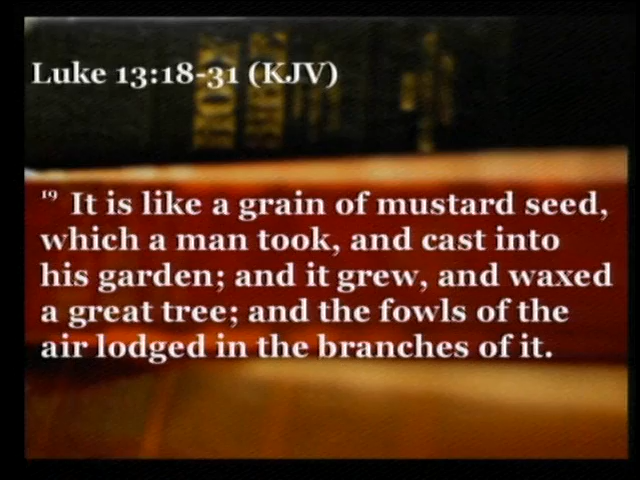 Luke 13:18-31 (KJV)
HOLY
BIBLE
19 It is like a grain of mustard seed,
which a man took, and cast into
his garden; and it grew, and waxed
a great tree; and the fowls of the
air lodged in the branches of it.